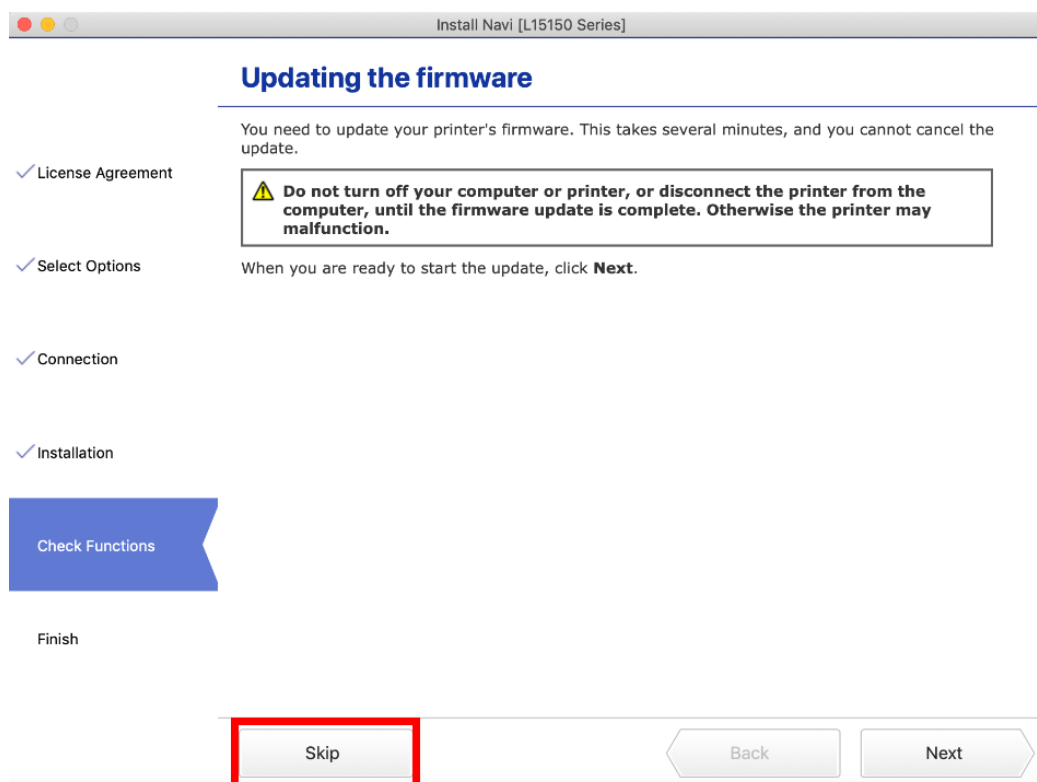 Install Navi [L15150 Series]
Updating the firmware
You need to update your printer's firmware. This takes several minutes, and you cannot cancel the
update.
Do not turn off your computer or printer, or disconnect the printer from the
computer, until the firmware update is complete. Otherwise the printer may
malfunction.
When you are ready to start the update, click Next.
License Agreement
Select Options
Connection
Installation
Check Functions
Finish
Skip
Back
Next